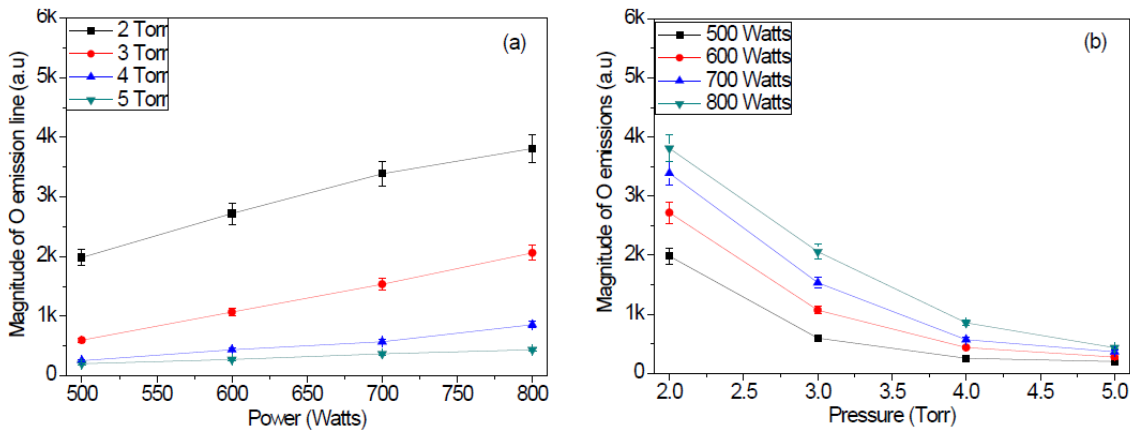 6k
5k
4k
3k
2k
1k
0
Magnitude of O emission line (a.u)
2 Torr
3 Torr
4 Torr
5 Torr
(a)
500 550 600 650 700 750 800
Power (Watts)
6k
5k
4k
3k
2k
1k
0
Magnitude of O emissions (a.u)
500 Watts
600 Watts
700 Watts
800 Watts
(b)
2.0 2.5 3.0 3.5 4.0 4.5 5.0
Pressure (Torr)